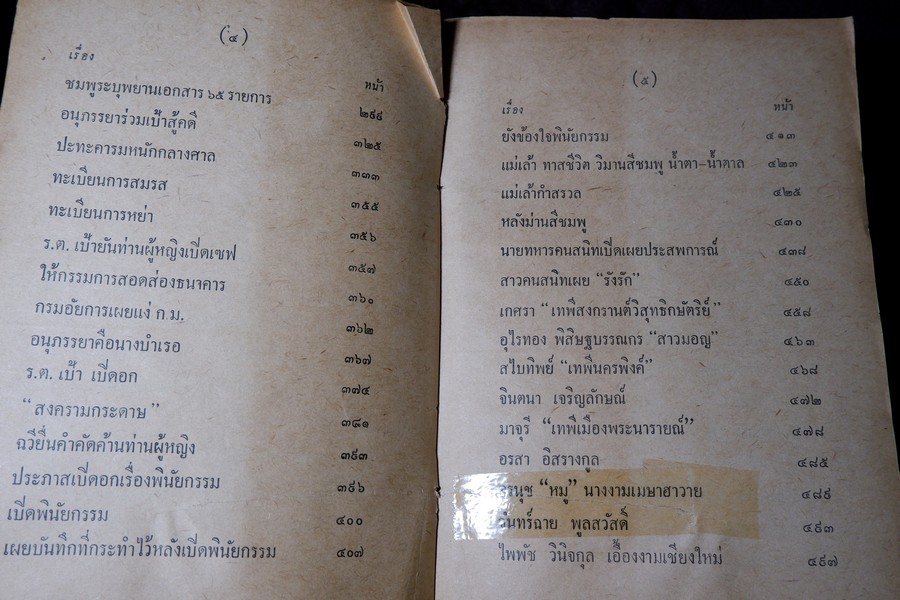 (๔)
เรื่อง หน้า
ชมพูระบุพยานเอกสาร ๖๕ รายการ ๒๙๙
อนุภรรยาร่วมเป้าสู้คดี ๓๒๕
ปะทะคารมหนักกลางศาล ๓๓๓
ทะเบียนการสมรส ๓๕๕
ทะเบียนการหย่า ๓๕๖
ร.ต. เป้ายันท่านผู้หญิงเปิดเซฟ ๓๕๗
ให้กรรมการสอดส่องธนาคาร ๓๖๐
กรมอัยการเผยแง่ ก.ม. ๓๖๒
อนุภรรยาคือนางบำเรอ ๓๖๗
ร.ต. เป้า เปิดอก ๓๗๔
“สงครามกระดาษ” ๓๘๑
ฉวียื่นคำคัดค้านท่านผู้หญิง ๓๙๓
ประภาสเปิดอกเรื่องพินัยกรรม ๓๙๖
เปิดพินัยกรรม ๔๐๐
เผยบันทึกที่กระทำไว้หลังเปิดพินัยกรรม ๔๐๗
(๕)
เรื่อง หน้า
ยังข้องใจพินัยกรรม ๔๑๓
แม่เล้า ทาสชีวิต วิมานสีชมพู น้ำตา–น้ำตาล ๔๒๓
แม่เล้ากำสรวล ๔๒๕
หลังม่านสีชมพู ๔๓๐
นายทหารคนสนิทเปิดเผยประสพการณ์ ๔๓๘
สาวคนสนิทเผย “รังรัก” ๔๕๐
เกศรา “เทพีสงกรานต์วิสุทธิกษัตริย์” ๔๕๘
อุไรทอง พิสิษฐบรรณกร “สาวมอญ” ๔๖๓
สไบทิพย์ “เทพีนครพิงค์” ๔๖๘
จินตนา เจริญลักษณ์ ๔๗๒
มาจุรี “เทพีเมืองพระนารายณ์” ๔๗๘
อรสา อิสรางกูล ๔๘๕
“หมู” นางงามเมษาฮาวาย ๔๘๙
พูลสวัสดิ์ ๔๙๓
ไพพัช วินิจกุล เอื้องงามเชียงใหม่ ๔๙๗